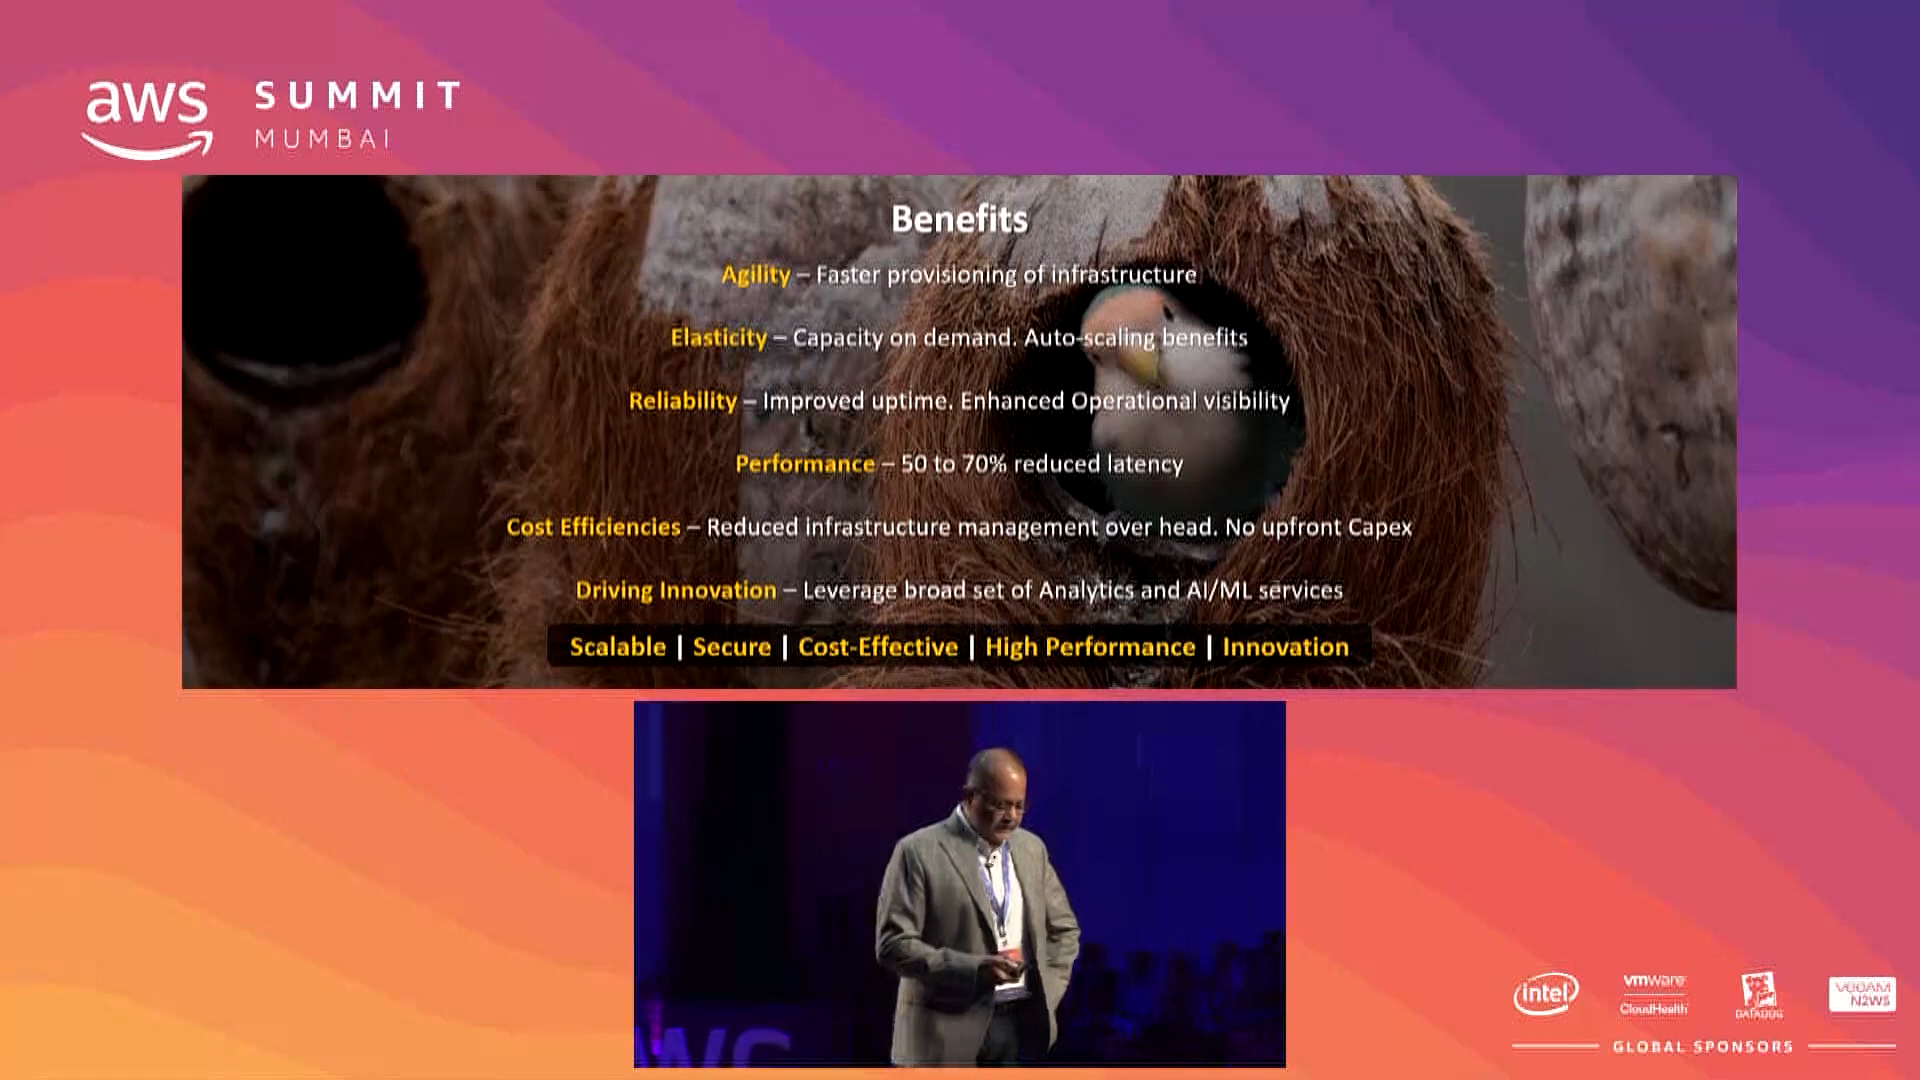 aws SUMMIT
MUMBAI
Benefits
Agility – Faster provisioning of infrastructure
Elasticity – Capacity on demand. Auto-scaling benefits
Reliability – Improved uptime. Enhanced Operational visibility
Performance – 50 to 70% reduced latency
Cost Efficiencies – Reduced infrastructure management over head. No upfront Capex
Driving Innovation – Leverage broad set of Analytics and AI/ML services
Scalable | Secure | Cost-Effective | High Performance | Innovation
intel
vmware
CloudHealth
DATADOG
VEEAM
N2WS
GLOBAL SPONSORS